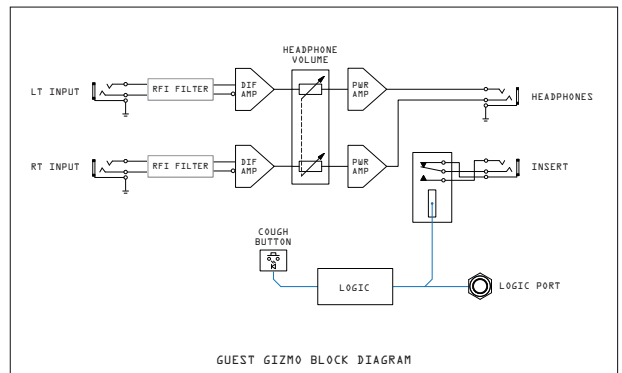 HEADPHONE
VOLUME
LT INPUT
RFI FILTER
DIF
AMP
PWR
AMP
HEADPHONES
RT INPUT
RFI FILTER
DIF
AMP
PWR
AMP
INSERT
COUGH
BUTTON
LOGIC
LOGIC PORT
GUEST GIZMO BLOCK DIAGRAM